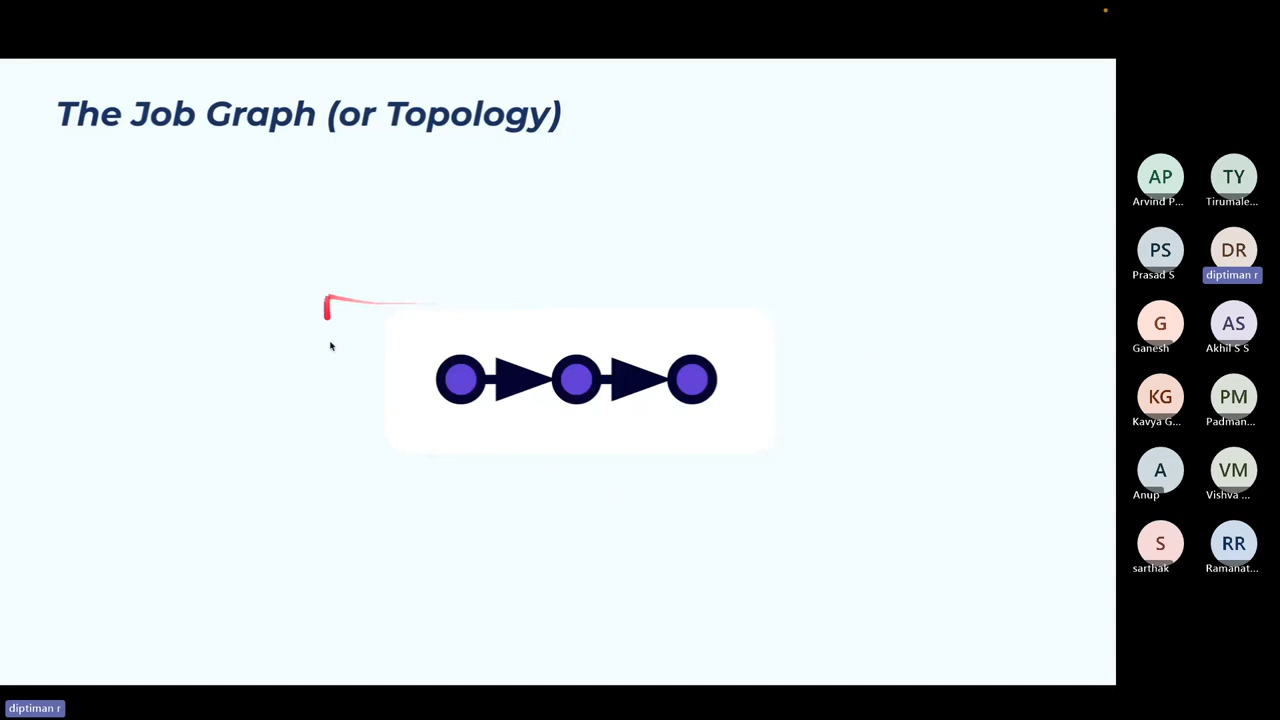 The Job Graph (or Topology)
AP
TY
Arvind P...
Tirumale...
PS
DR
Prasad S
diptiman r
G
AS
Ganesh
Akhil S S
KG
PM
Kavya G...
Padman...
A
VM
Anup
Vishva ...
S
RR
sarthak
Ramanat...
diptiman r